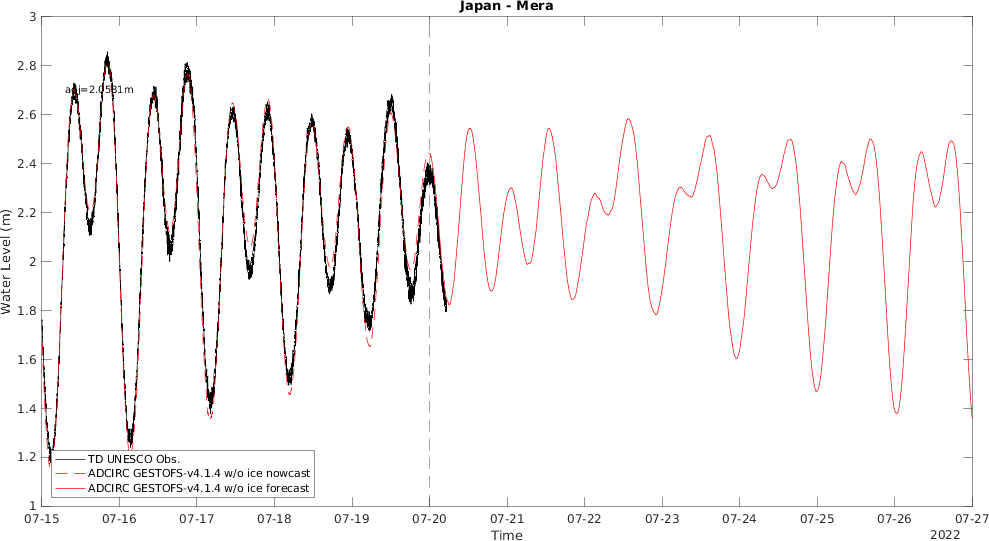 Japan - Mera
Water Level (m)
3
2.8
2.6
2.4
2.2
2
1.8
1.6
1.4
1.2
1
adj=2.0581m
TD UNESCO Obs.
ADCIRC GESTOFS-v4.1.4 w/o ice nowcast
ADCIRC GESTOFS-v4.1.4 w/o ice forecast
07-15 07-16 07-17 07-18 07-19 07-20 07-21 07-22 07-23 07-24 07-25 07-26 07-27
Time
2022